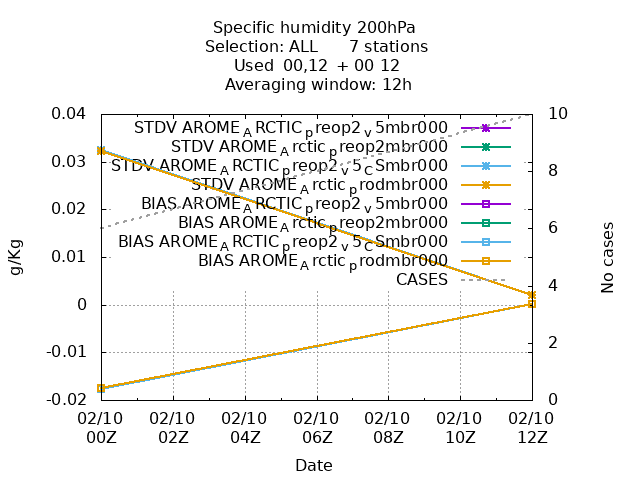 Specific humidity 200hPa
Selection: ALL 7 stations
Used 00,12 + 00 12
Averaging window: 12h
0.04
0.03
0.02
0.01
0
-0.01
-0.02
g/Kg
10
8
6
4
2
0
No cases
STDV AROME_ARCTIC_preop2_v5mbr000
STDV AROME_Arctic_preop2mbr000
STDV AROME_ARCTIC_preop2_v5_CSmbr000
STDV AROME_Arctic_prodmbr000
BIAS AROME_ARCTIC_preop2_v5mbr000
BIAS AROME_Arctic_preop2mbr000
BIAS AROME_ARCTIC_preop2_v5_CSmbr000
BIAS AROME_Arctic_prodmbr000
CASES
02/10 02/10 02/10 02/10 02/10 02/10 02/10
00Z 02Z 04Z 06Z 08Z 10Z 12Z
Date